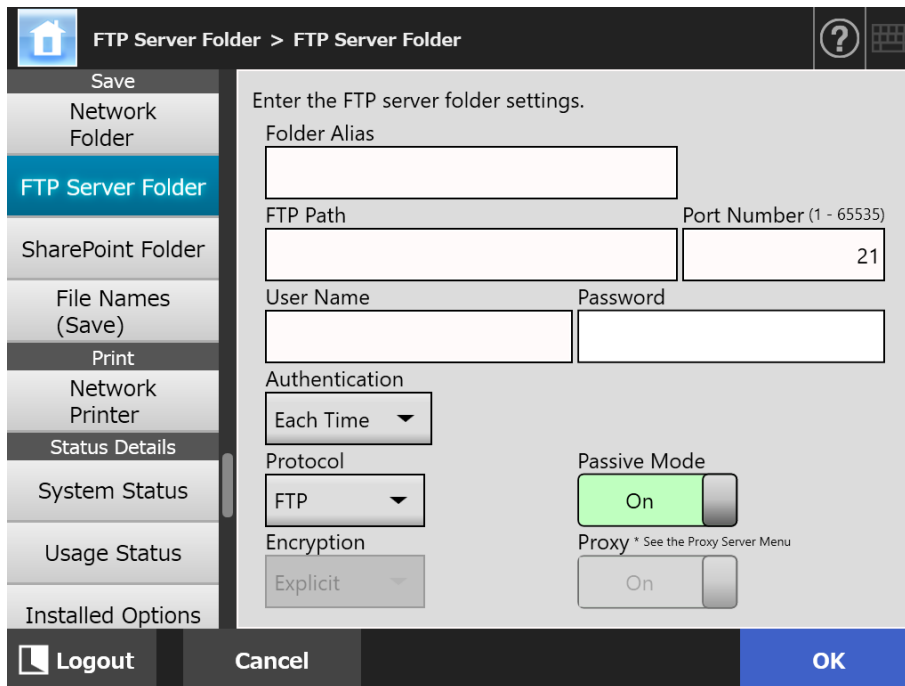 FTP Server Folder > FTP Server Folder
?
Save
Network
Folder
FTP Server Folder
SharePoint Folder
File Names
(Save)
Print
Network
Printer
Status Details
System Status
Usage Status
Installed Options
Enter the FTP server folder settings.
Folder Alias
FTP Path
Port Number (1 - 65535)
21
User Name
Password
Authentication
Each Time
Protocol
Passive Mode
FTP
On
Encryption
Proxy * See the Proxy Server Menu
Explicit
On
Logout
Cancel
OK